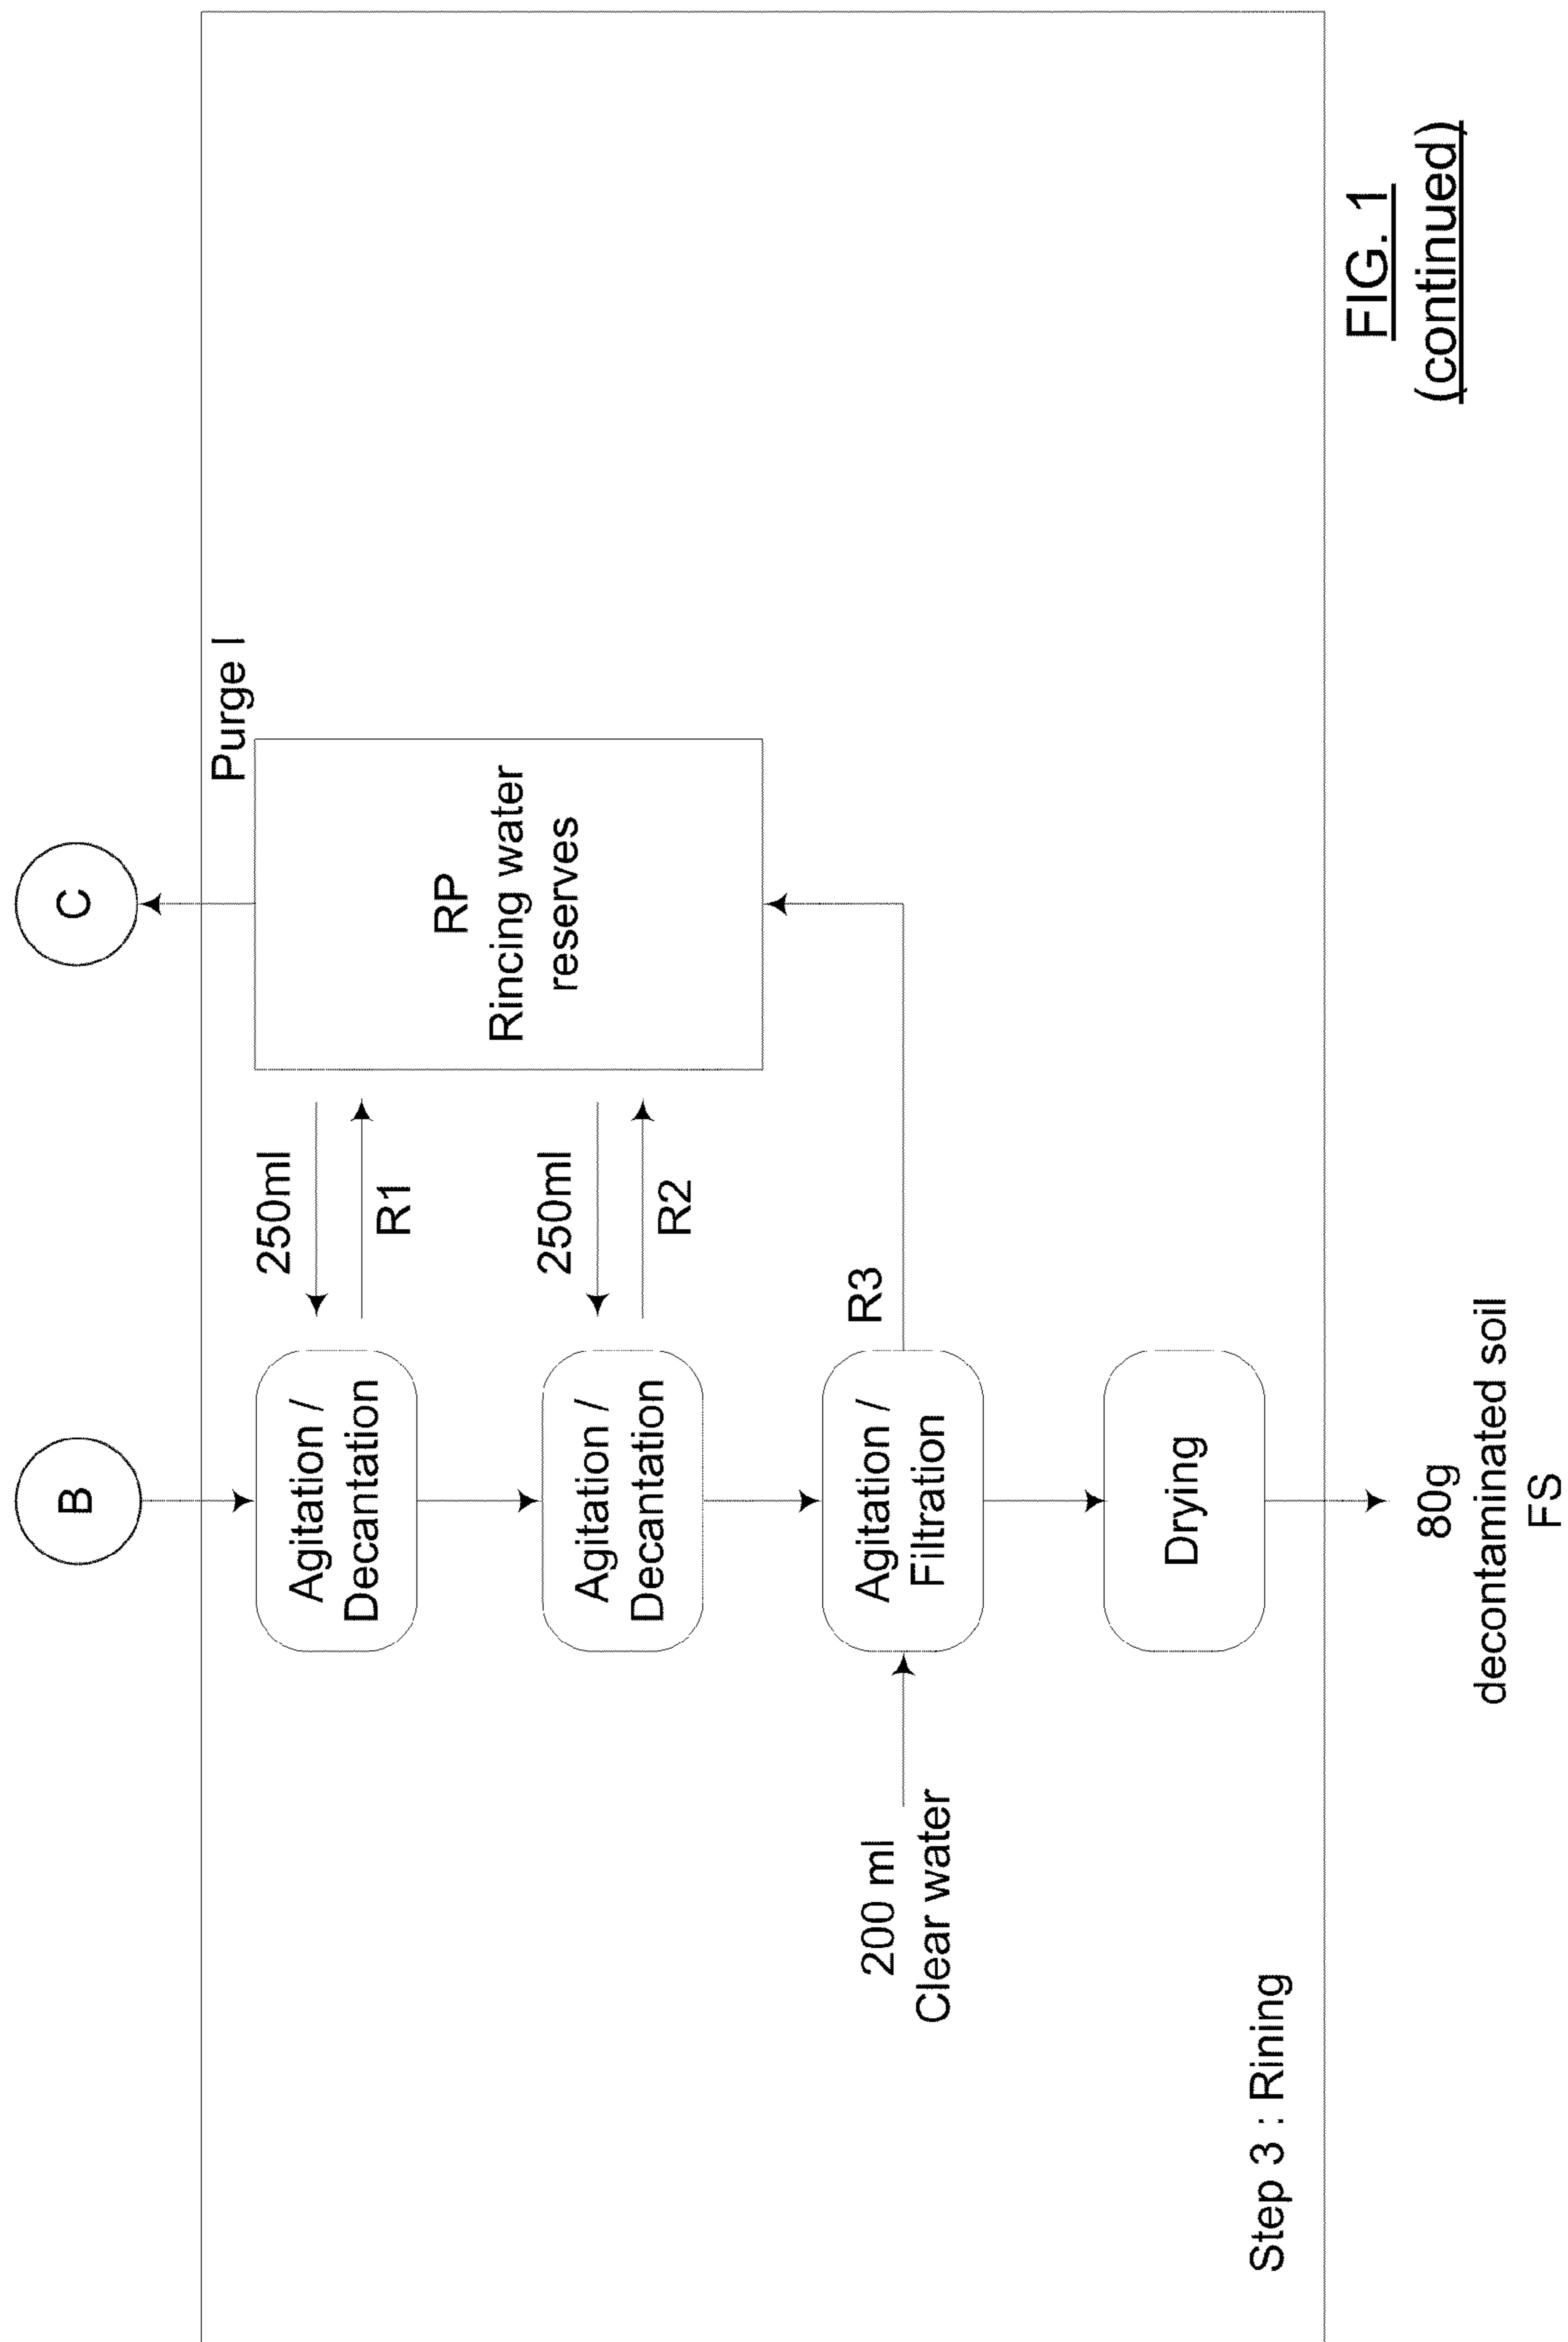 B
C
Purge I
Agitation /
Decantation
250ml
R1
RP
Rincing water
reserves
Agitation /
Decantation
250ml
R2
200 ml
Clear water
Agitation /
Filtration
R3
Drying
Step 3 : Rining
80g
decontaminated soil
FS
FIG. 1
(continued)